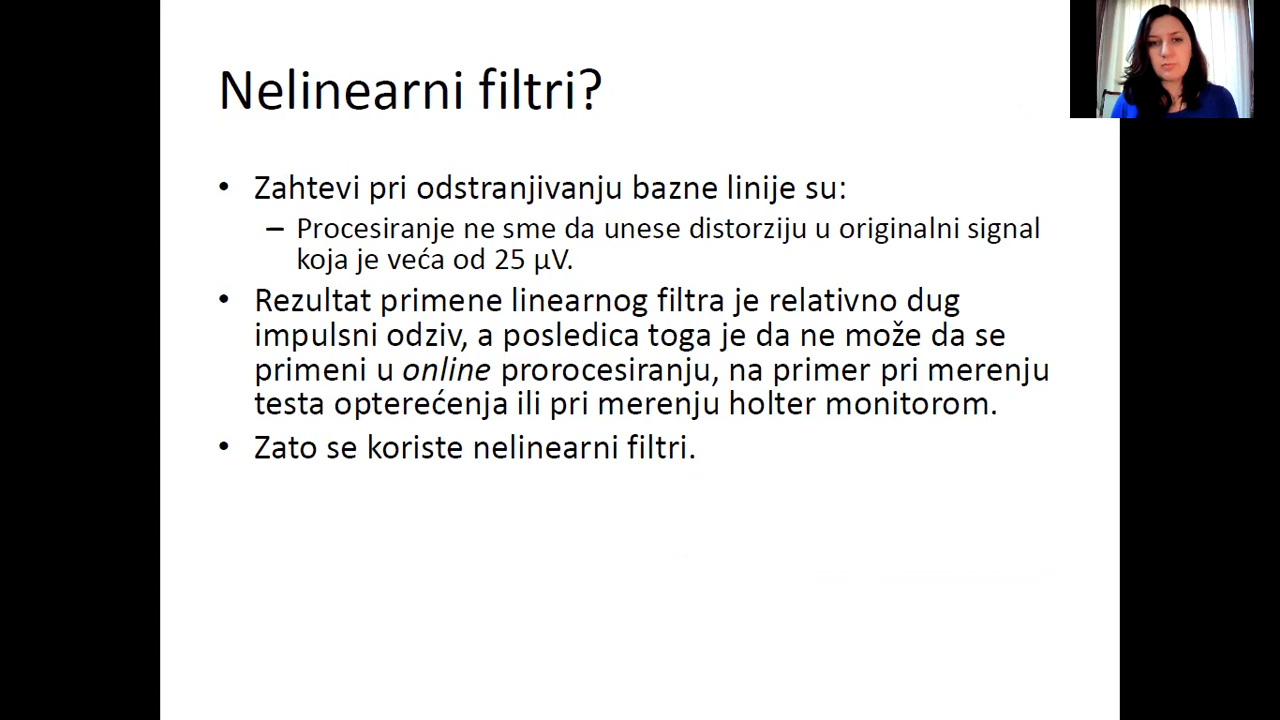 Nelinearni filtri?
• Zahtevi pri odstranjivanju bazne linije su:
– Procesiranje ne sme da unese distorziju u originalni signal
koja je veća od 25 µV.
• Rezultat primene linearnog filtra je relativno dug
impulsni odziv, a posledica toga je da ne može da se
primeni u online prorocesiranju, na primer pri merenju
testa opterećenja ili pri merenju holter monitorom.
• Zato se koriste nelinearni filtri.